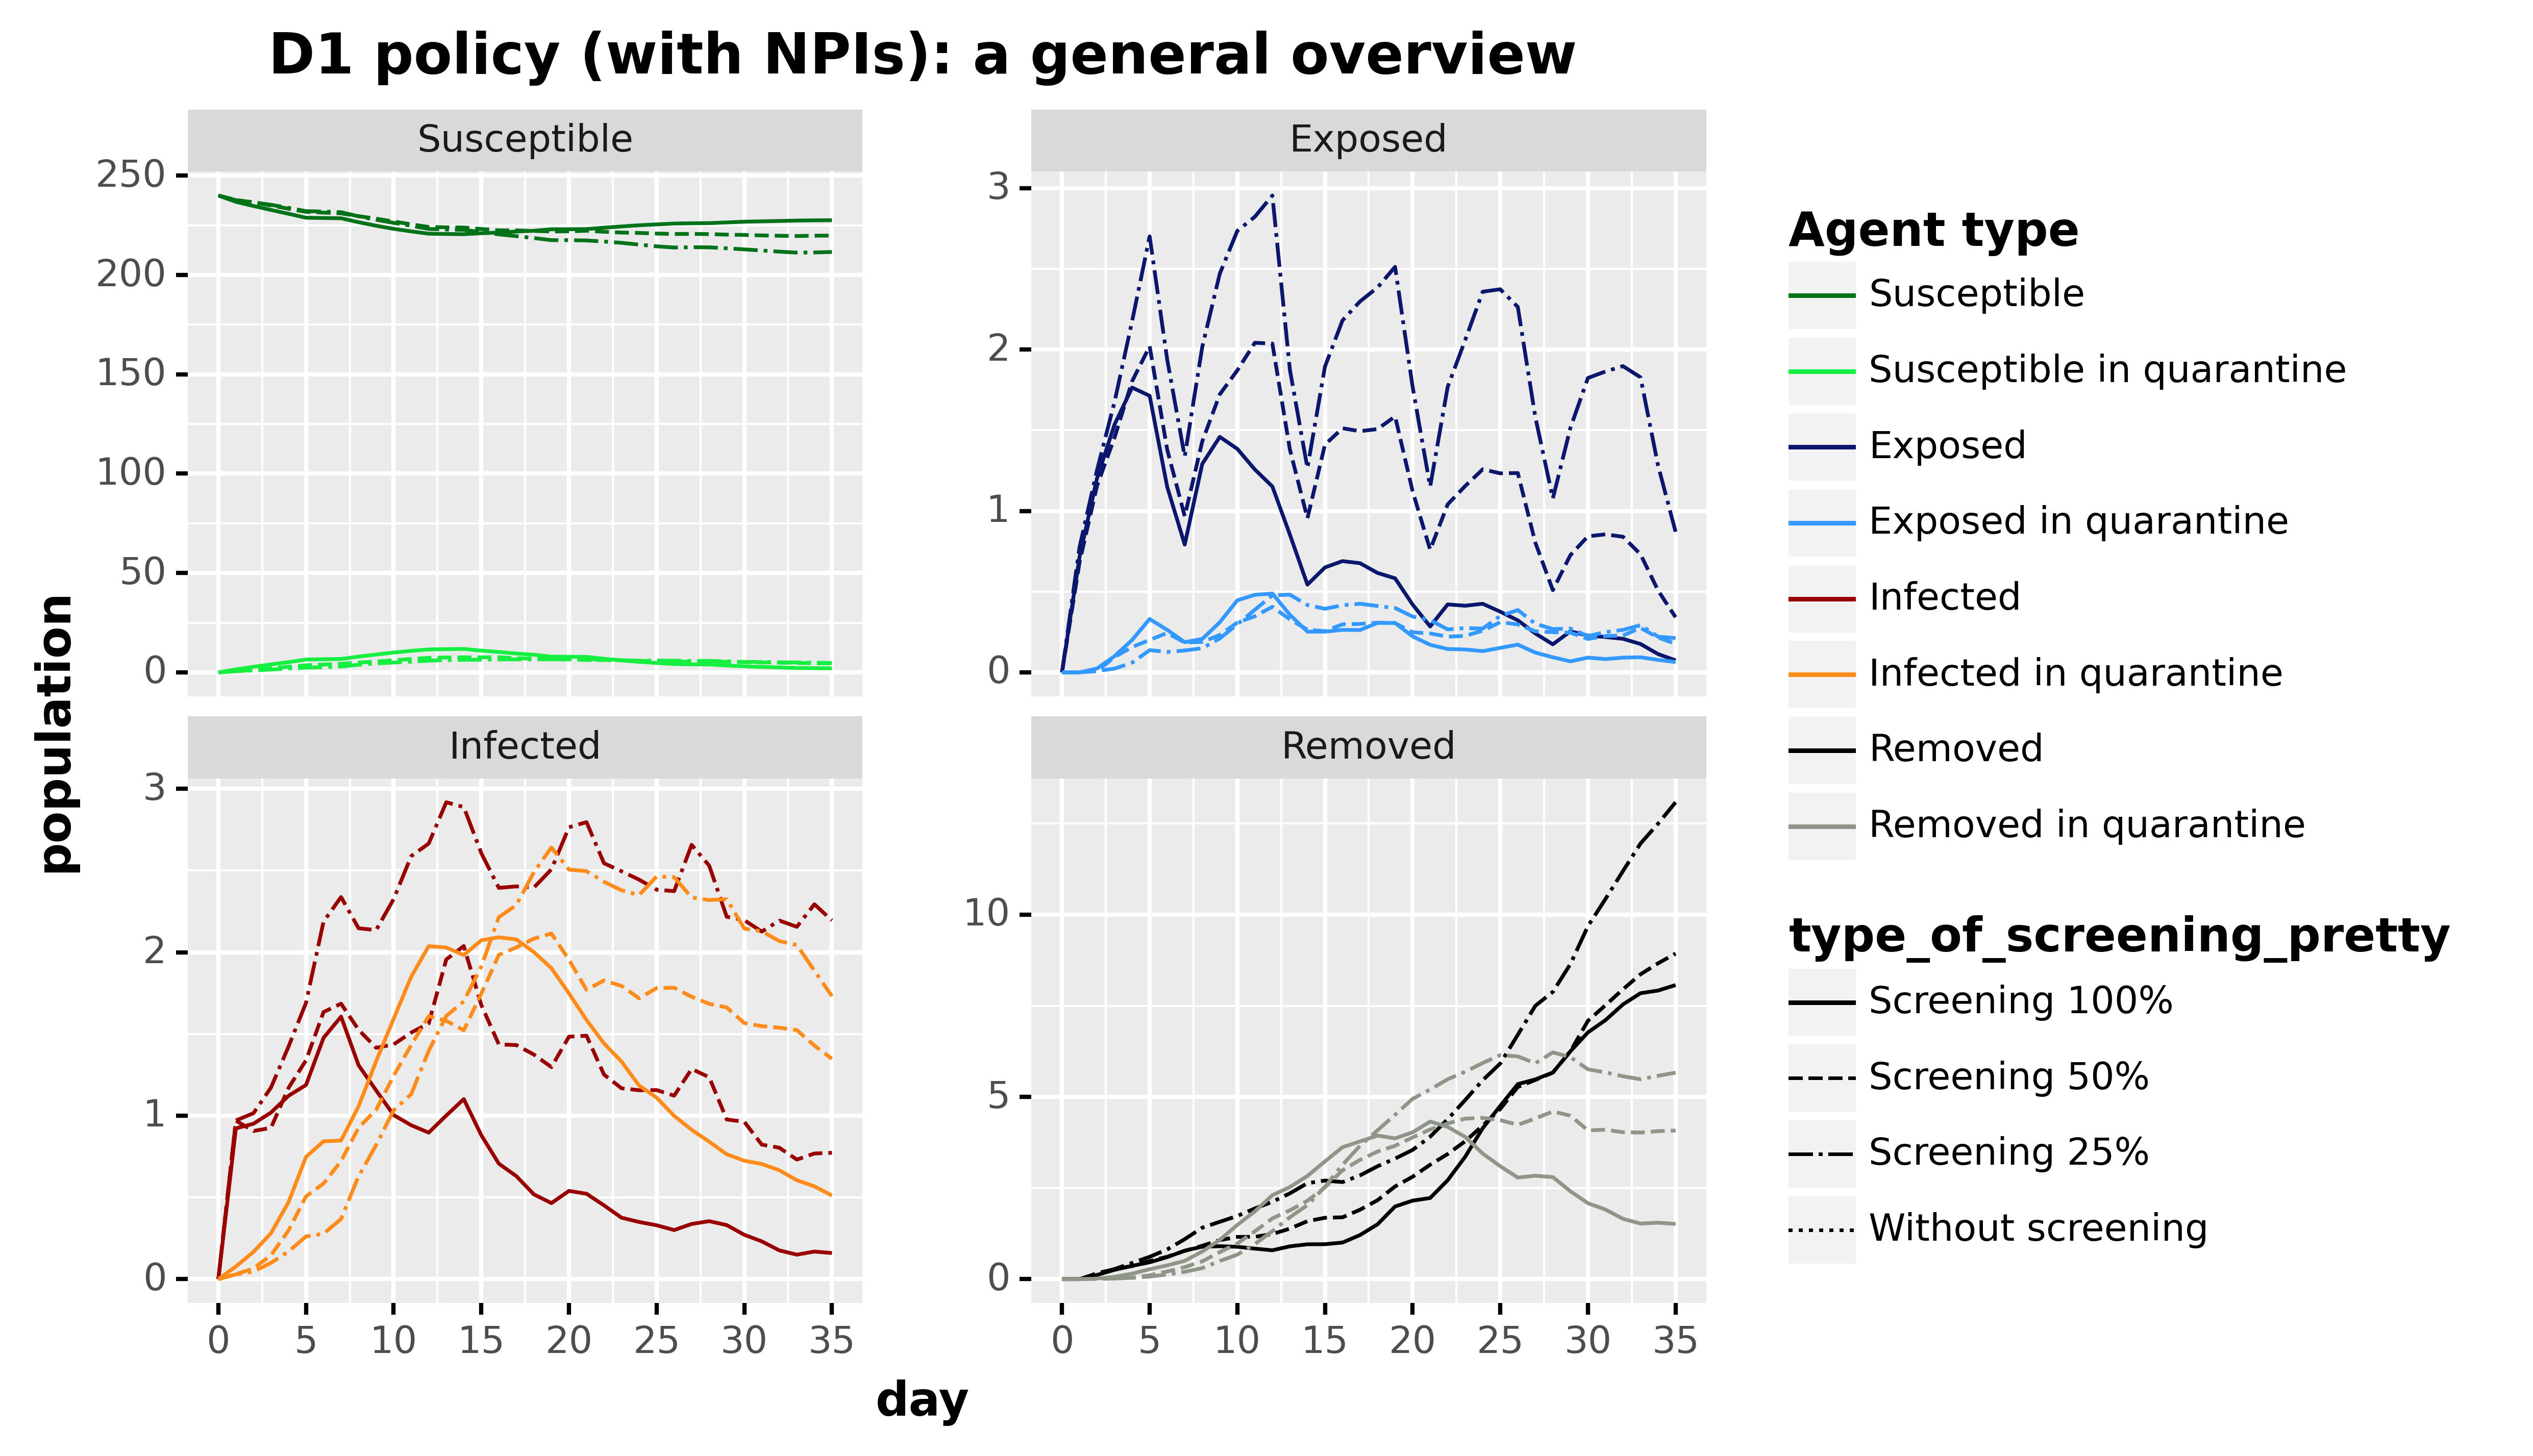 D1 policy (with NPIs): a general overview
Susceptible
Exposed
250
200
150
100
50
0
3
2
1
0
Infected
Removed
3
2
1
0
10
5
0
0 5 10 15 20 25 30 35
0 5 10 15 20 25 30 35
population
day
Agent type
Susceptible
Susceptible in quarantine
Exposed
Exposed in quarantine
Infected
Infected in quarantine
Removed
Removed in quarantine
type_of_screening_pretty
Screening 100%
Screening 50%
Screening 25%
Without screening